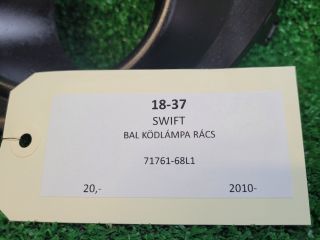 18-37
SWIFT
BAL KÖDLÁMPA RÁCS
71761-68L1
20,- 2010-